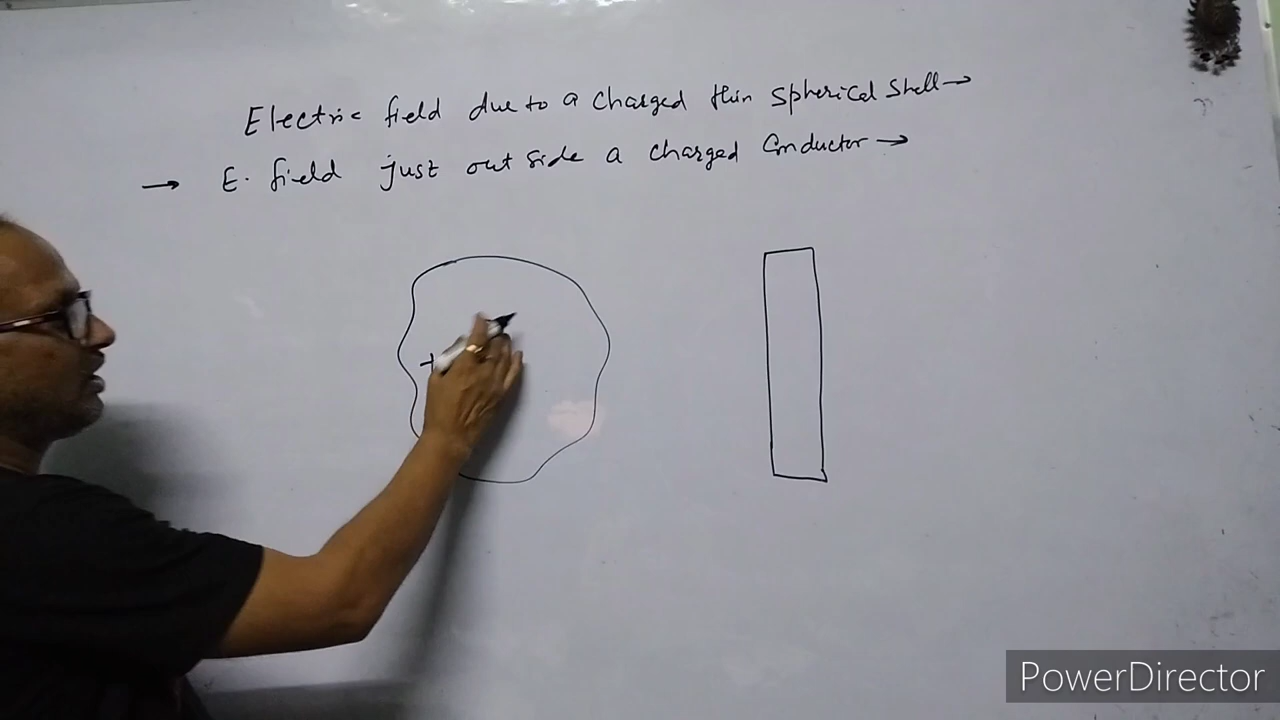 Electric field due to a charged thin spherical shell →
→ E. field just out side a charged Conductor →
+
PowerDirector